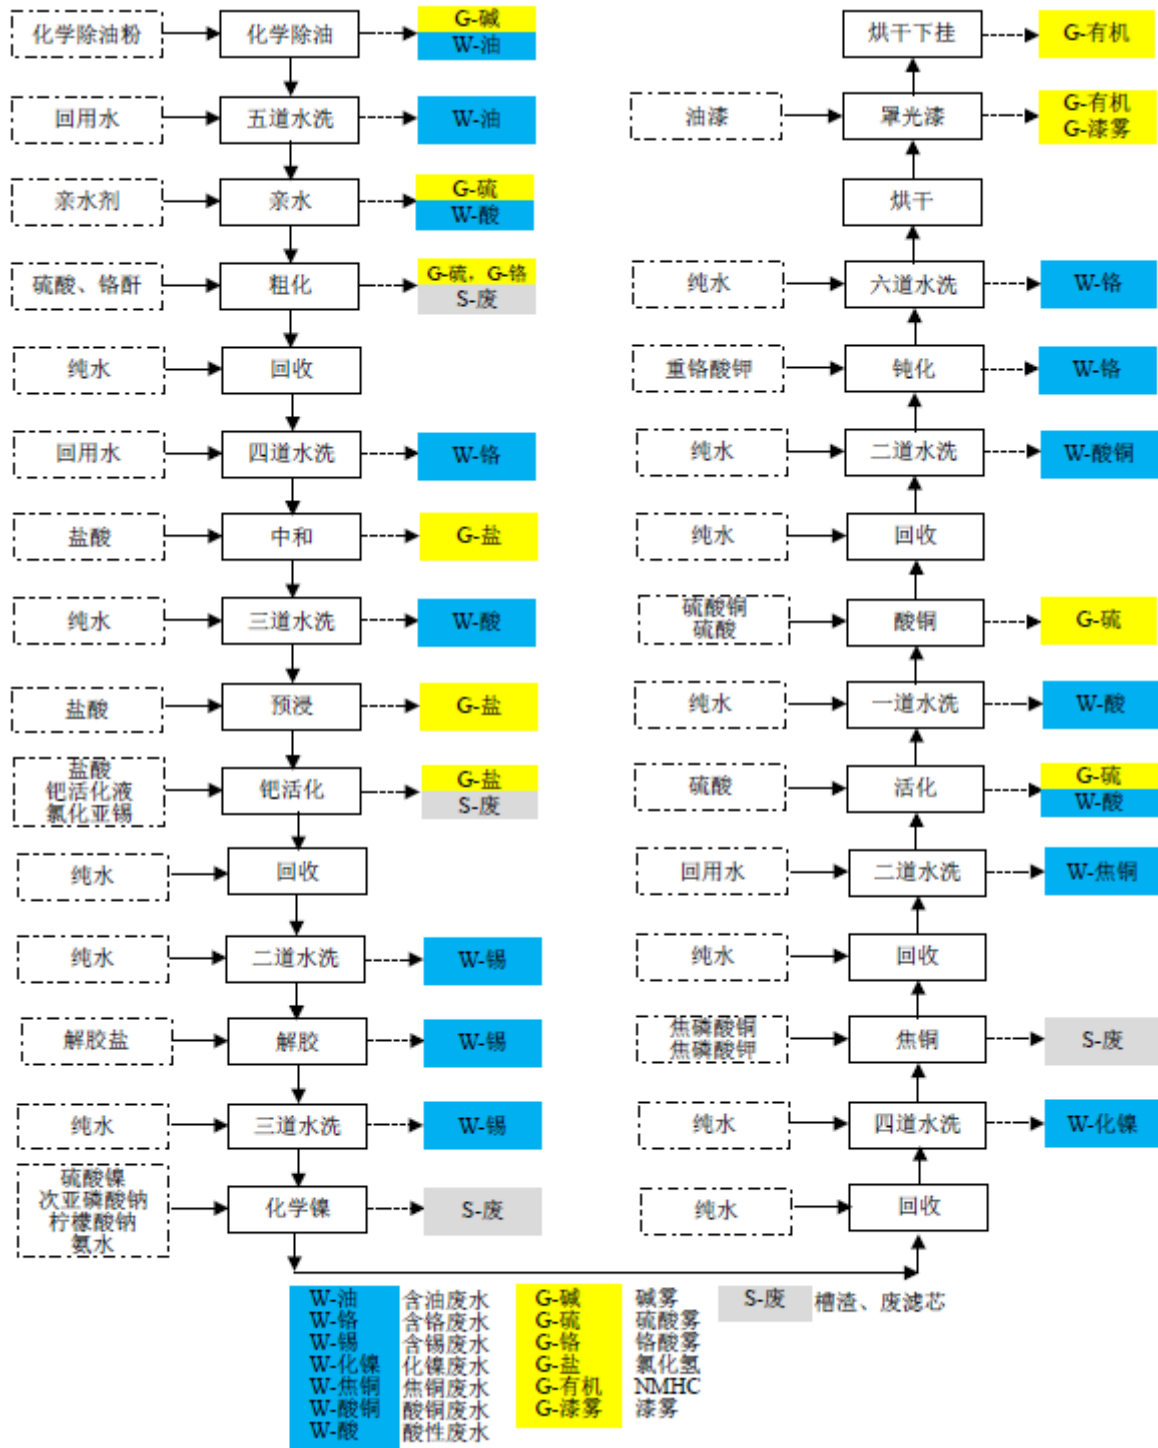 化学除油粉
化学除油
G-碱
W-油
回用水
五道水洗
W-油
亲水剂
亲水
G-硫
W-酸
硫酸、铬酐
粗化
G-硫，G-铬
S-废
纯水
回收
回用水
四道水洗
W-铬
盐酸
中和
G-盐
纯水
三道水洗
W-酸
盐酸
预浸
G-盐
盐酸
钯活化液
氯化亚锡
钯活化
G-盐
S-废
纯水
回收
纯水
二道水洗
W-锡
解胶盐
解胶
W-锡
纯水
三道水洗
W-锡
硫酸镍
次亚磷酸钠
柠檬酸钠
氨水
化学镍
S-废
烘干下挂
G-有机
油漆
罩光漆
G-有机
G-漆雾
烘干
纯水
六道水洗
W-铬
重铬酸钾
钝化
W-铬
纯水
二道水洗
W-酸铜
纯水
回收
硫酸铜
硫酸
酸铜
G-硫
纯水
一道水洗
W-酸
硫酸
活化
G-硫
W-酸
回用水
二道水洗
W-焦铜
纯水
回收
焦磷酸铜
焦磷酸钾
焦铜
S-废
纯水
四道水洗
W-化镍
纯水
回收
W-油 含油废水
W-铬 含铬废水
W-锡 含锡废水
W-化镍 化镍废水
W-焦铜 焦铜废水
W-酸铜 酸铜废水
W-酸 酸性废水
G-碱 碱雾
G-硫 硫酸雾
G-铬 铬酸雾
G-盐 氯化氢
G-有机 NMHC
G-漆雾 漆雾
S-废 槽渣、废滤芯